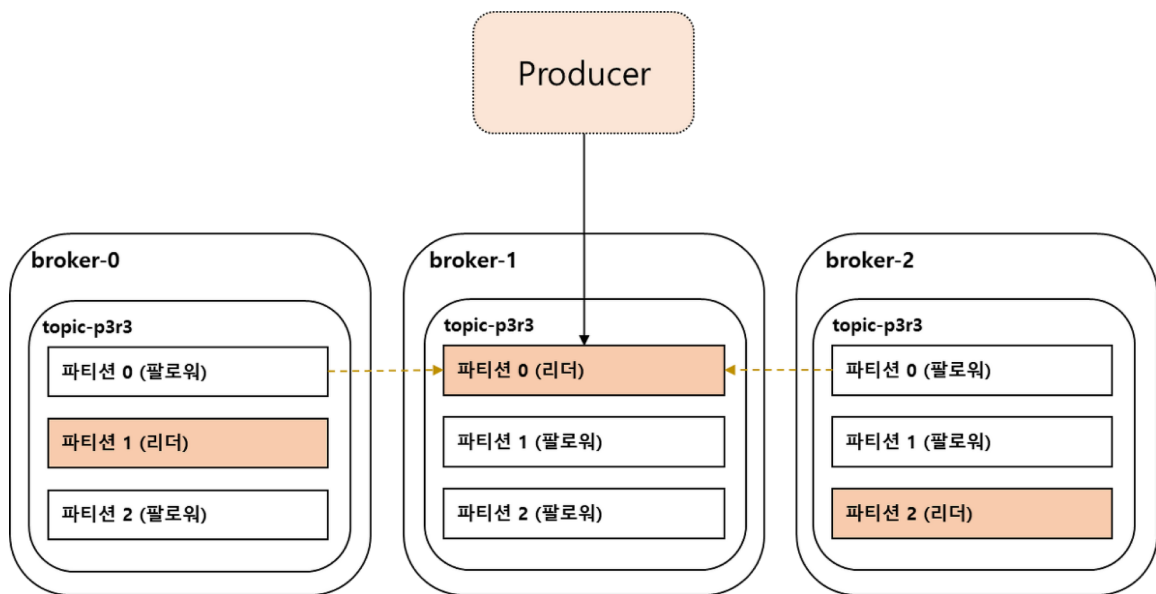 Producer
broker-0
topic-p3r3
파티션 0 (팔로워)
파티션 1 (리더)
파티션 2 (팔로워)
broker-1
topic-p3r3
파티션 0 (리더)
파티션 1 (팔로워)
파티션 2 (팔로워)
broker-2
topic-p3r3
파티션 0 (팔로워)
파티션 1 (팔로워)
파티션 2 (리더)